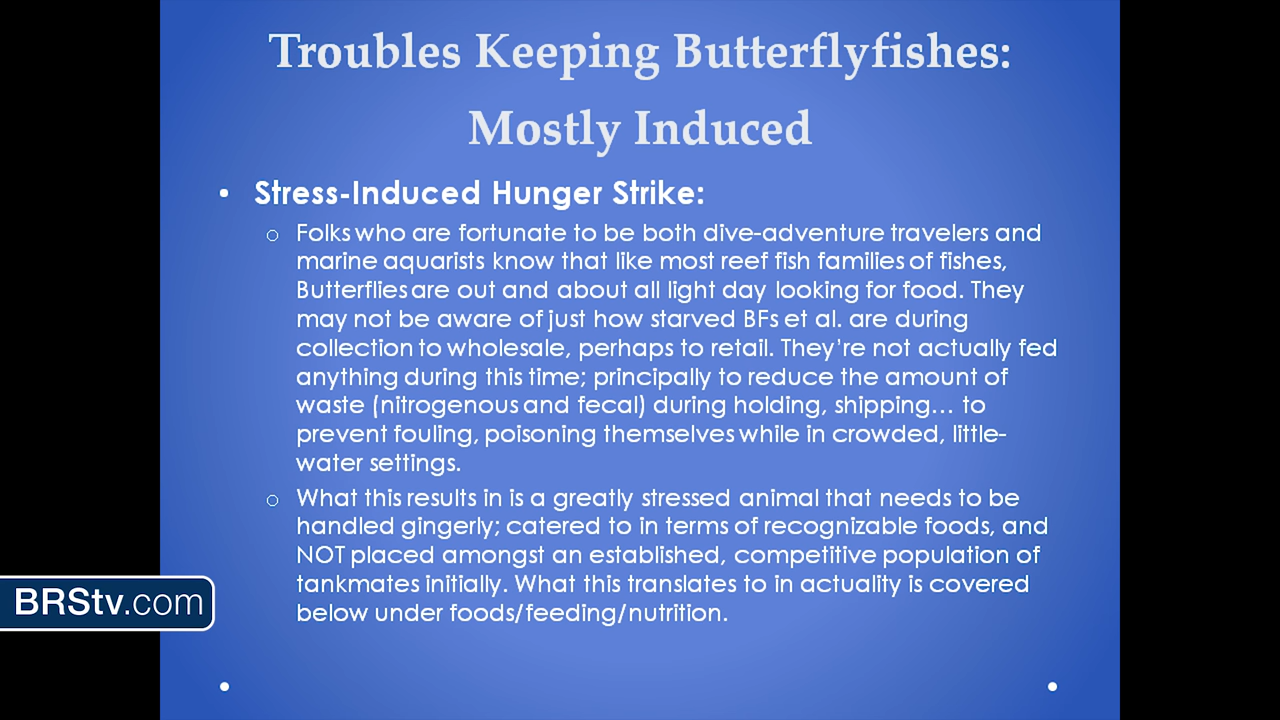 Troubles Keeping Butterflyfishes:
Mostly Induced
• Stress-Induced Hunger Strike:
o Folks who are fortunate to be both dive-adventure travelers and
marine aquarists know that like most reef fish families of fishes,
Butterflies are out and about all light day looking for food. They
may not be aware of just how starved BFs et al. are during
collection to wholesale, perhaps to retail. They're not actually fed
anything during this time; principally to reduce the amount of
waste (nitrogenous and fecal) during holding, shipping… to
prevent fouling, poisoning themselves while in crowded, little-
water settings.
o What this results in is a greatly stressed animal that needs to be
handled gingerly; catered to in terms of recognizable foods, and
NOT placed amongst an established, competitive population of
tankmates initially. What this translates to in actuality is covered
below under foods/feeding/nutrition.
BRStv.com